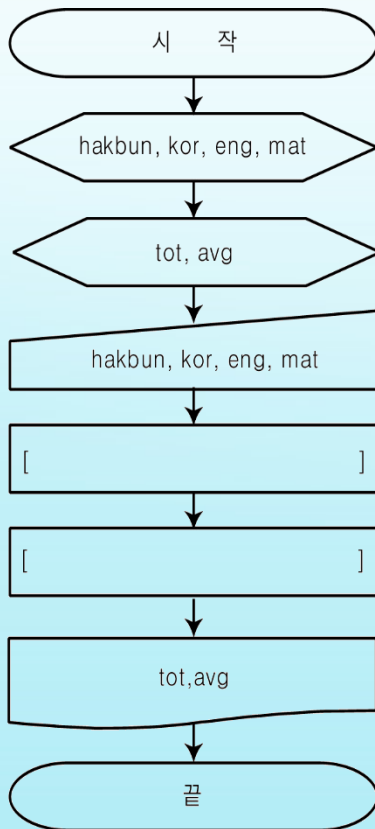 시 작
hakbun, kor, eng, mat
tot, avg
hakbun, kor, eng, mat
[ ]
[ ]
tot,avg
끝